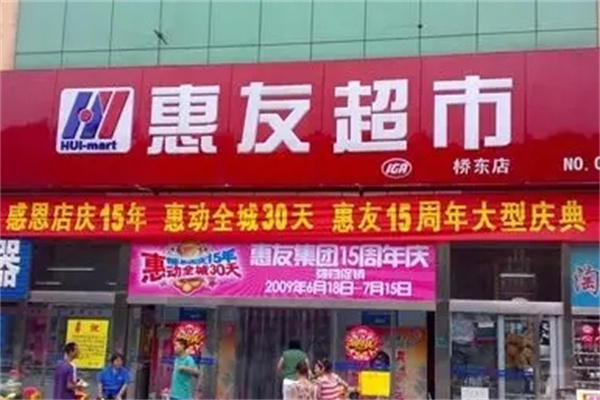 惠友超市
HUI-mart
IGA
桥东店
NO.
感恩店庆15年 惠动全城30天 惠友15周年大型庆典
惠友集团15周年庆
惠动全城30天
2009年6月18日-7月15日
器
淘